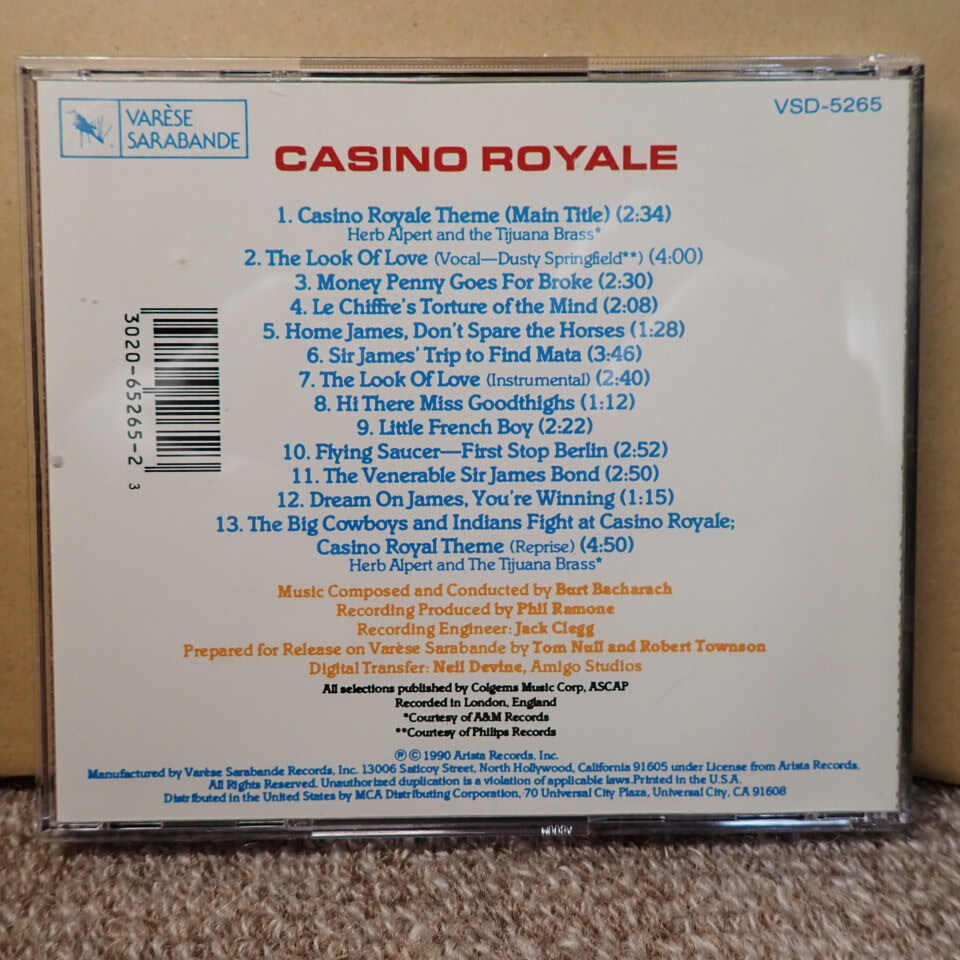 VARÈSE
SARABANDE
VSD-5265
CASINO ROYALE
1. Casino Royale Theme (Main Title) (2:34)
Herb Alpert and the Tijuana Brass*
2. The Look Of Love (Vocal—Dusty Springfield**) (4:00)
3. Money Penny Goes For Broke (2:30)
4. Le Chiffre's Torture of the Mind (2:08)
5. Home James, Don't Spare the Horses (1:28)
6. Sir James' Trip to Find Mata (3:46)
7. The Look Of Love (Instrumental) (2:40)
8. Hi There Miss Goodthighs (1:12)
9. Little French Boy (2:22)
10. Flying Saucer—First Stop Berlin (2:52)
11. The Venerable Sir James Bond (2:50)
12. Dream On James, You're Winning (1:15)
13. The Big Cowboys and Indians Fight at Casino Royale;
Casino Royal Theme (Reprise) (4:50)
Herb Alpert and The Tijuana Brass*
3020-65265-2 3
Music Composed and Conducted by Burt Bacharach
Recording Produced by Phil Ramone
Recording Engineer: Jack Clegg
Prepared for Release on Varèse Sarabande by Tom Null and Robert Townson
Digital Transfer: Neil Devine, Amigo Studios
All selections published by Colgems Music Corp, ASCAP
Recorded in London, England
*Courtesy of A&M Records
**Courtesy of Philips Records
℗ © 1990 Arista Records, Inc.
Manufactured by Varèse Sarabande Records, Inc. 13006 Saticoy Street, North Hollywood, California 91605 under License from Arista Records.
All Rights Reserved. Unauthorized duplication is a violation of applicable laws. Printed in the U.S.A.
Distributed in the United States by MCA Distributing Corporation, 70 Universal City Plaza, Universal City, CA 91608